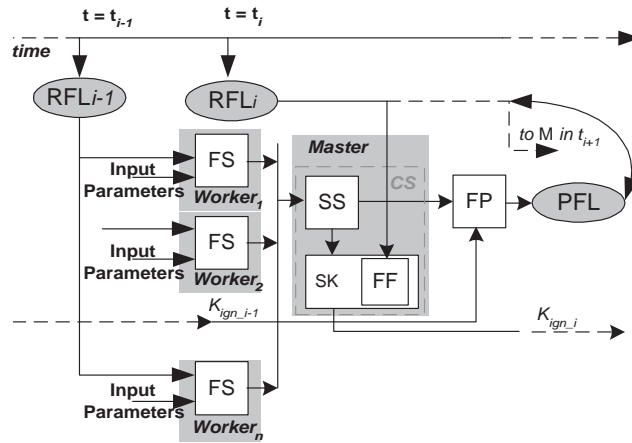 t = ti-1
t = ti
time
RFLi-1
RFLi
to M in ti+1
Master
CS
Input
Parameters
FS
Worker1
SS
FP
PFL
FS
Input
Parameters
Worker2
SK
FF
Kign_i-1
Kign_i
Input
Parameters
FS
Workern